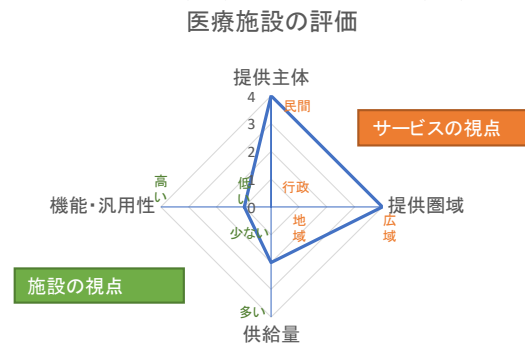 医療施設の評価
提供主体
4
民間
3
サービスの視点
2
高い
低い
1
行政
機能・汎用性
0
提供圏域
少ない
地域
広域
施設の視点
多い
供給量